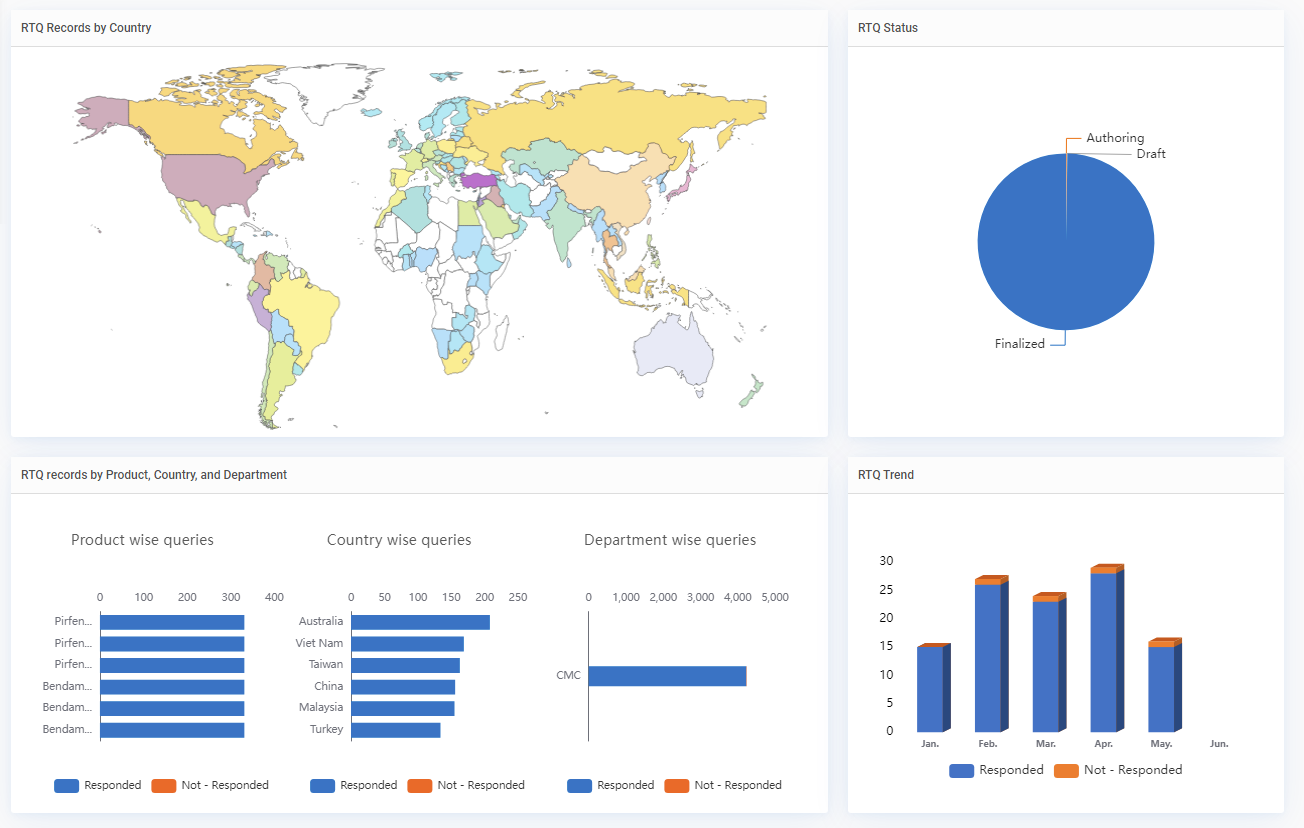 RTQ Records by Country
RTQ Status
Authoring
Draft
Finalized
RTQ records by Product, Country, and Department
Product wise queries
0 100 200 300 400
Pirfen...
Pirfen...
Pirfen...
Bendam...
Bendam...
Bendam...
Responded Not - Responded
Country wise queries
0 50 100 150 200 250
Australia
Viet Nam
Taiwan
China
Malaysia
Turkey
Responded Not - Responded
Department wise queries
0 1,000 2,000 3,000 4,000 5,000
CMC
Responded Not - Responded
RTQ Trend
30
25
20
15
10
5
0
Jan. Feb. Mar. Apr. May. Jun.
Responded Not - Responded